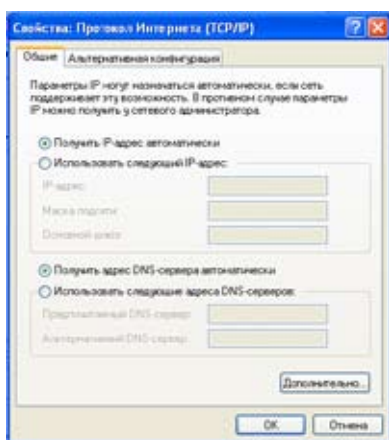 Свойства: Протокол Интернета (TCP/IP)
Общие Альтернативная конфигурация
Параметры IP могут назначаться автоматически, если сеть
поддерживает эту возможность. В противном случае параметры
IP можно получить у сетевого администратора.
Получить IP-адрес автоматически
Использовать следующий IP-адрес:
IP-адрес:
Маска подсети:
Основной шлюз:
Получить адрес DNS-сервера автоматически
Использовать следующие адреса DNS-серверов:
Предпочитаемый DNS-сервер:
Альтернативный DNS-сервер:
Дополнительно...
OK Отмена